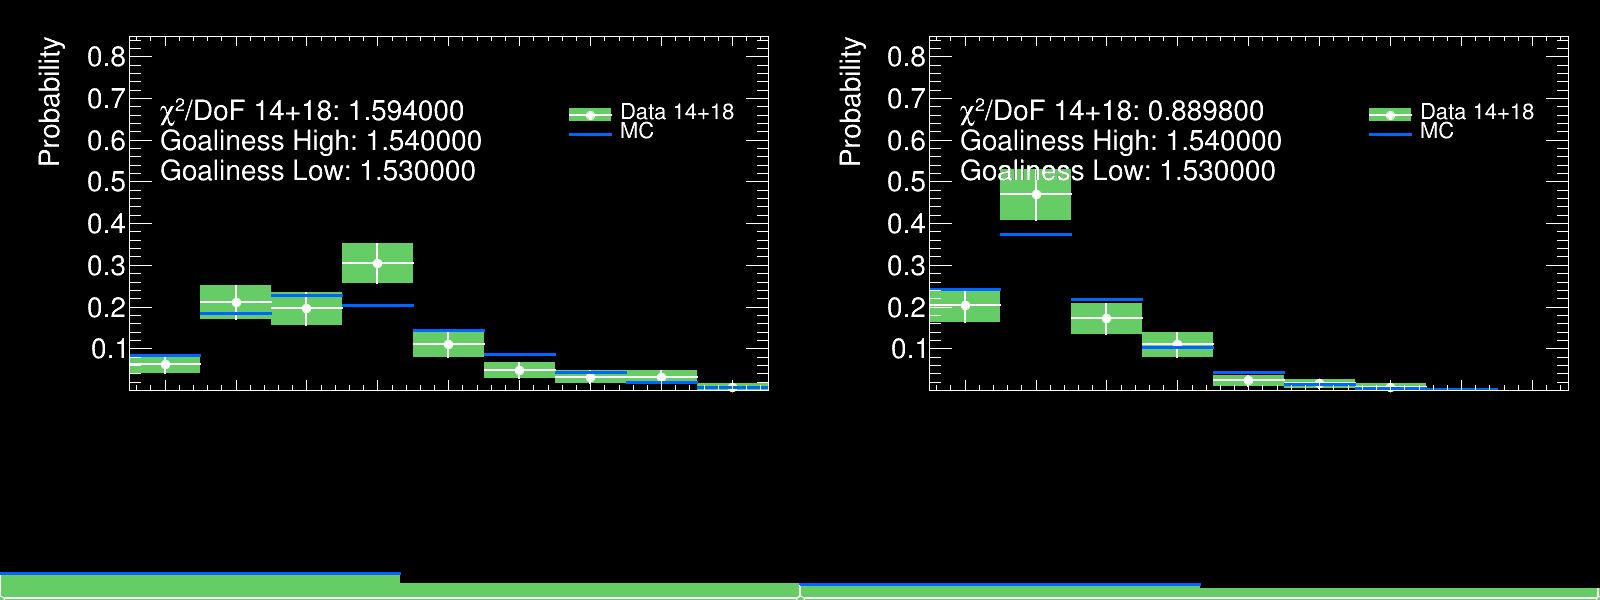 Probability
0.8
0.7
0.6
0.5
0.4
0.3
0.2
0.1
χ²/DoF 14+18: 1.594000
Goaliness High: 1.540000
Goaliness Low: 1.530000
Data 14+18
MC
Probability
0.8
0.7
0.6
0.5
0.4
0.3
0.2
0.1
χ²/DoF 14+18: 0.889800
Goaliness High: 1.540000
Goaliness Low: 1.530000
Data 14+18
MC